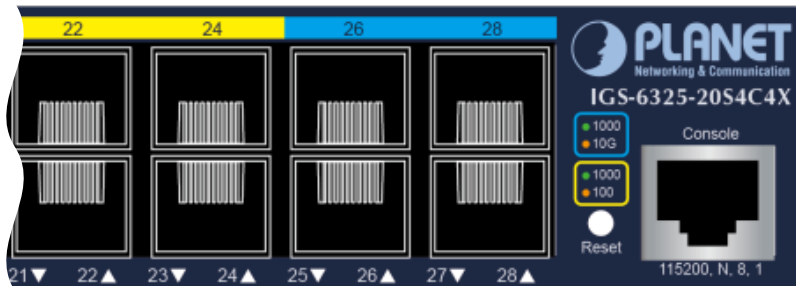 22 24 26 28
PLANET
Networking & Communication
IGS-6325-20S4C4X
1000
10G
Console
1000
100
Reset
21▼ 22▲ 23▼ 24▲ 25▼ 26▲ 27▼ 28▲
115200, N, 8, 1